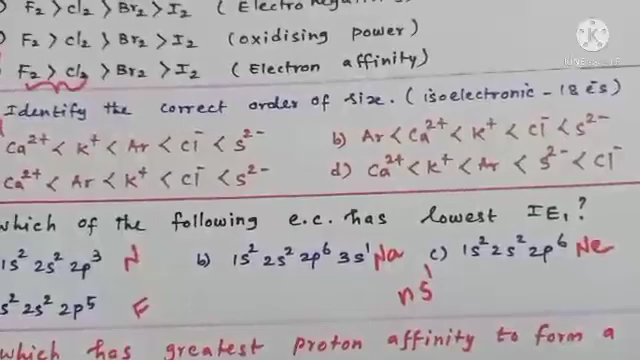 F₂ > Cl₂ > Br₂ > I₂ (Electro
F₂ > Cl₂ > Br₂ > I₂ (oxidising power)
F₂ > Cl₂ > Br₂ > I₂ (Electron affinity)
Identify the correct order of size. (isoelectronic - 18 es)
Ca²⁺ < K⁺ < Ar < Cl⁻ < S²⁻ b) Ar < Ca²⁺ < K⁺ < Cl⁻ < S²⁻
Ca²⁺ < Ar < K⁺ < Cl⁻ < S²⁻ d) Ca²⁺ < K⁺ < Ar < S²⁻ < Cl⁻
which of the following e.c. has lowest IE₁?
1s² 2s² 2p³ N b) 1s² 2s² 2p⁶ 3s¹ Na c) 1s² 2s² 2p⁶ Ne
s² 2s² 2p⁵ F ns¹
which has greatest proton affinity to form a
K